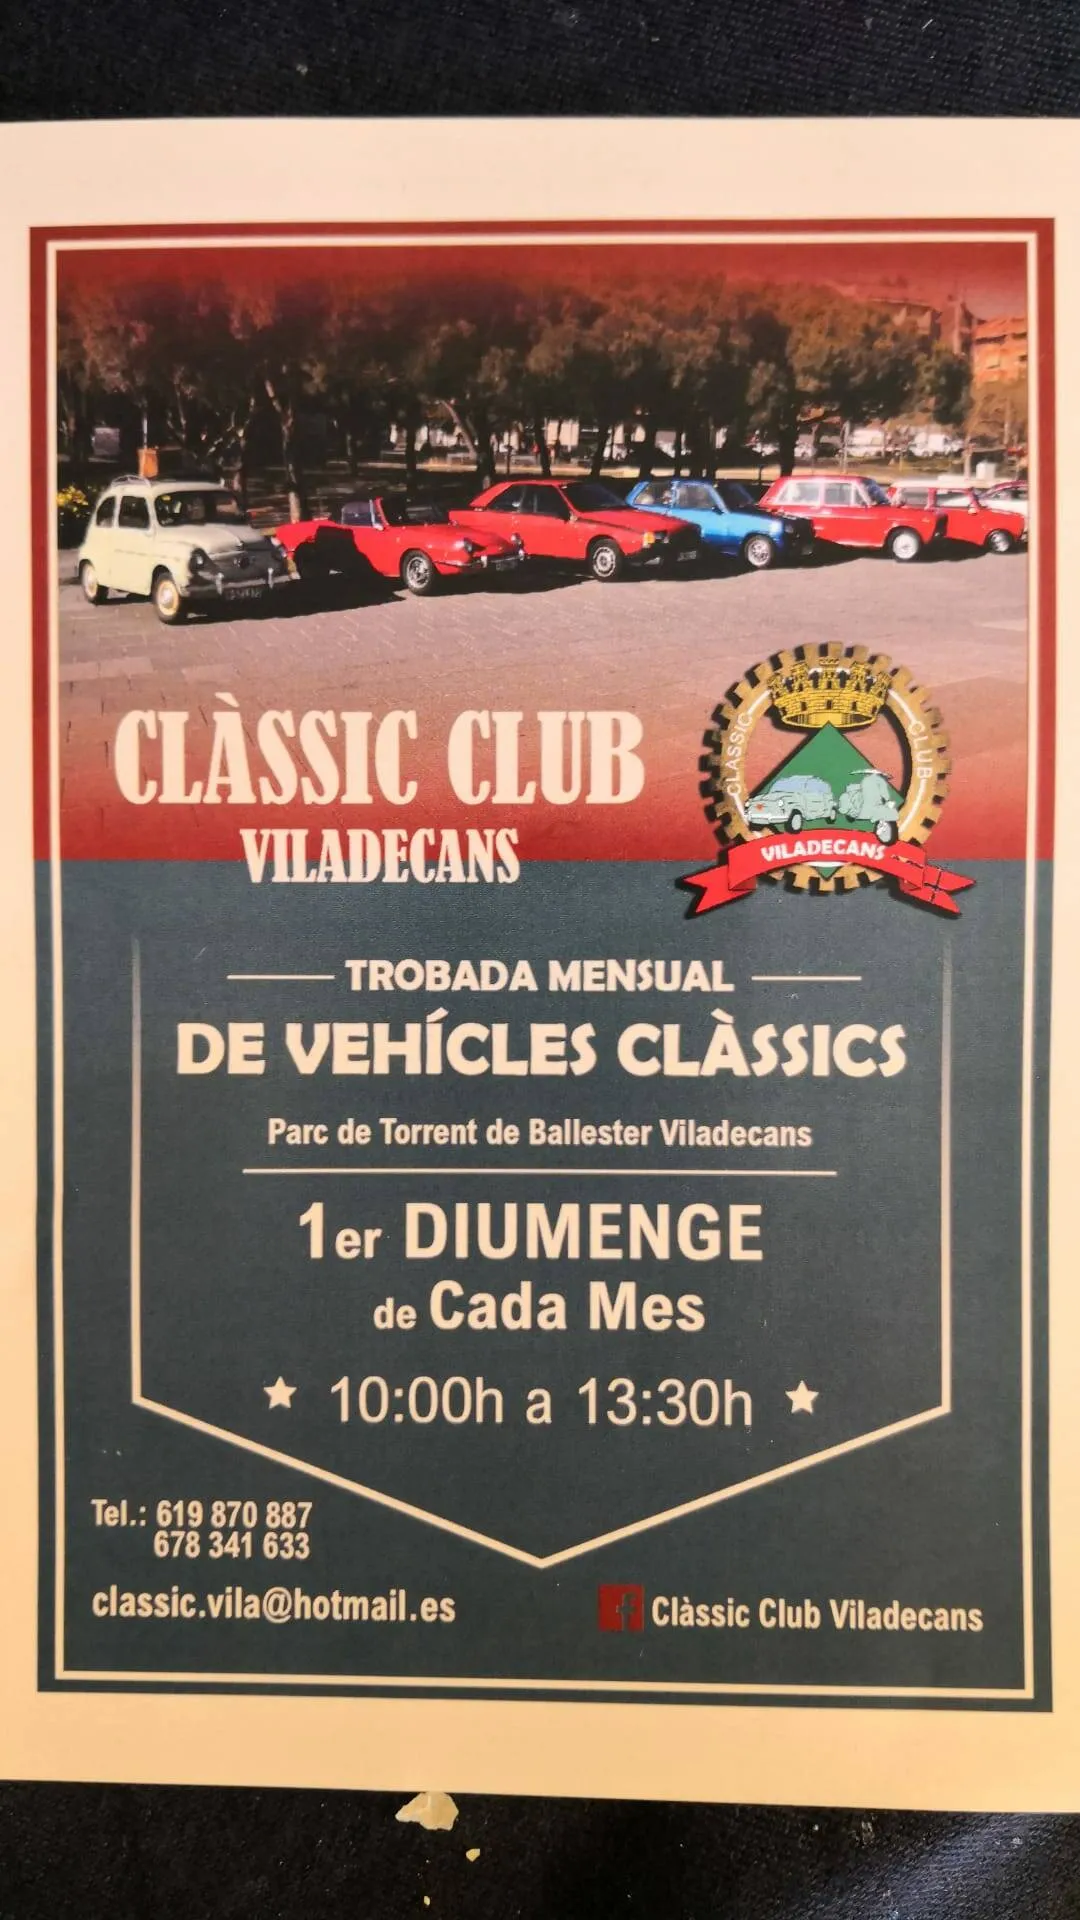 CLÀSSIC CLUB
VILADECANS
CLÀSSIC CLUB
VILADECANS
TROBADA MENSUAL
DE VEHÍCLES CLÀSSICS
Parc de Torrent de Ballester Viladecans
1er DIUMENGE
de Cada Mes
10:00h a 13:30h
Tel.: 619 870 887
678 341 633
classic.vila@hotmail.es
f Clàssic Club Viladecans